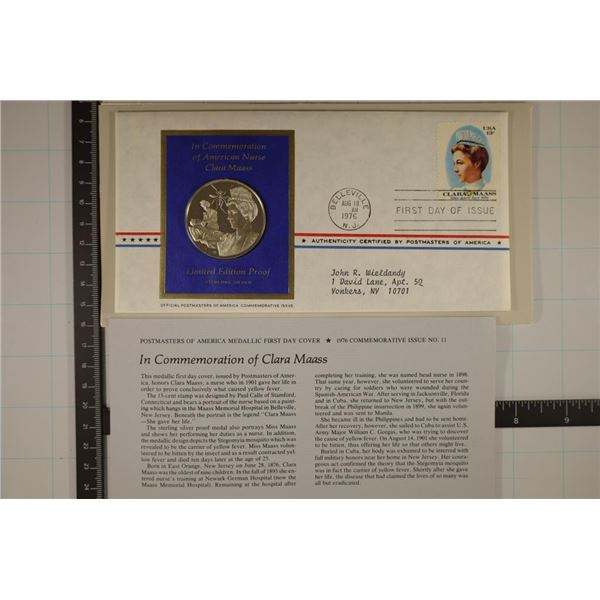 In Commemoration
of American Nurse
Clara Maass
Limited Edition Proof
STERLING SILVER
OFFICIAL POSTMASTERS OF AMERICA COMMEMORATIVE ISSUE
BELLEVILLE
AUG 18
AM
1976
N.J.
USA
13c
CLARA MAASS
She gave her life
FIRST DAY OF ISSUE
AUTHENTICITY CERTIFIED BY POSTMASTERS OF AMERICA
John R. Wieldandy
1 David Lane, Apt. 5Q
Yonkers, NY 10701
POSTMASTERS OF AMERICA MEDALLIC FIRST DAY COVER ★ 1976 COMMEMORATIVE ISSUE NO. 11
In Commemoration of Clara Maass
This medallic first day cover, issued by Postmasters of Amer-
ica, honors Clara Maass; a nurse who in 1901 gave her life in
order to prove conclusively what caused yellow fever.
The 13-cent stamp was designed by Paul Calle of Stamford,
Connecticut and bears a portrait of the nurse based on a paint-
ing which hangs in the Maass Memorial Hospital in Belleville,
New Jersey. Beneath the portrait is the legend "Clara Maass
—She gave her life."
The sterling silver proof medal also portrays Miss Maass
and shows her performing her duties as a nurse. In addition,
the medallic design depicts the Stegomyia mosquito which was
revealed to be the carrier of yellow fever. Miss Maass volun-
teered to be bitten by the insect and as a result contracted yel-
low fever and died on August 24, 1901, at the age of 25.
Born in East Orange, New Jersey on June 28, 1876, Clara
Maass was the oldest of nine children. In the fall of 1893 she en-
tered nurse's training at Newark German Hospital (now the
Maass Memorial Hospital). Remaining at the hospital after
completing her training, she was named head nurse in 1898.
That same year, however, she volunteered to serve her coun-
try by caring for soldiers who were wounded during the
Spanish-American War. After serving in Jacksonville, Florida
and in Cuba, she returned to New Jersey, but with the out-
break of the Philippine insurrection in 1899, she again volun-
teered and was sent to Manila.
She became ill in the Philippines and had to be sent home.
After her recovery, however, she sailed to Cuba to assist U.S.
Army Major William C. Gorgas, who was trying to discover
the cause of yellow fever. On August 14, 1901 she volunteered
to be bitten, thus contracting the disease and dying from it.
Buried in Cuba, her body was exhumed to be interred with
full military honors near her home in New Jersey. Her coura-
geous act confirmed the theory that the Stegomyia mosquito
was in fact the carrier of yellow fever. Shortly after she gave
her life, the disease that had claimed the lives of so many was
all but eradicated.
8
9